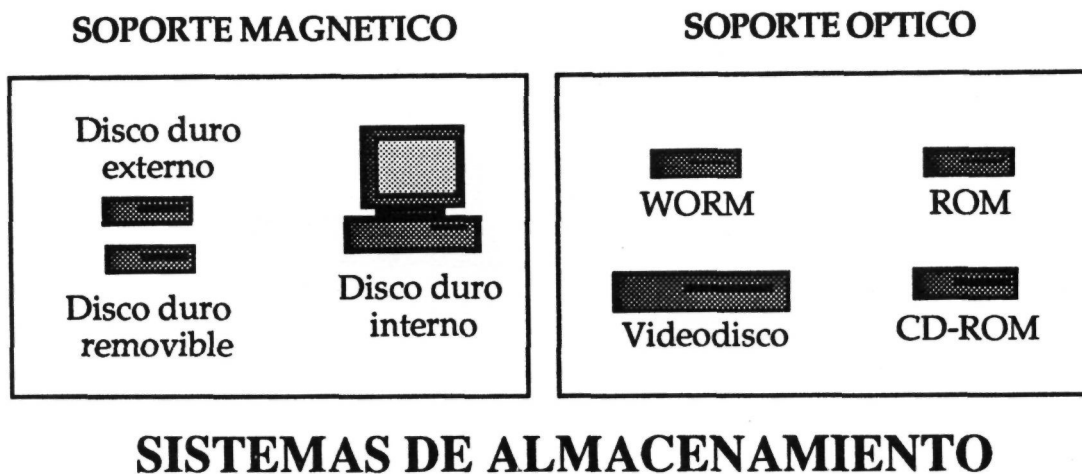 SOPORTE MAGNETICO
Disco duro
externo
Disco duro
removible
Disco duro
interno
SOPORTE OPTICO
WORM
ROM
Videodisco
CD-ROM
SISTEMAS DE ALMACENAMIENTO